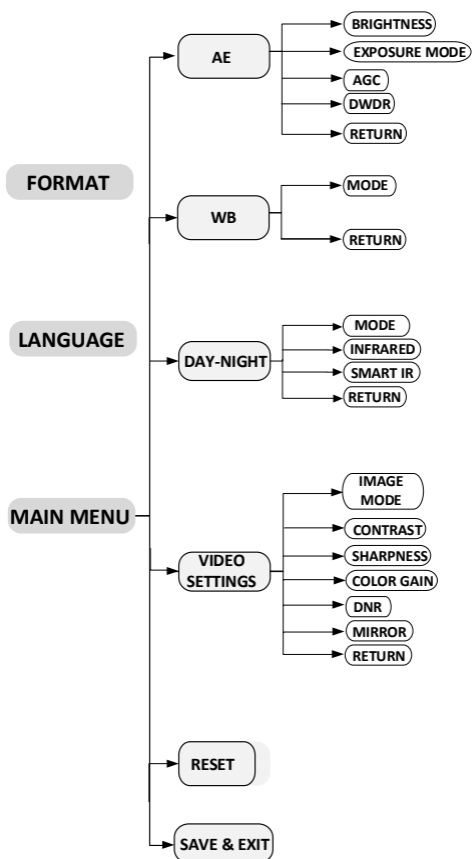 BRIGHTNESS
AE
EXPOSURE MODE
AGC
DWDR
RETURN
FORMAT
MODE
WB
RETURN
LANGUAGE
MODE
DAY-NIGHT
INFRARED
SMART IR
RETURN
IMAGE
MODE
MAIN MENU
CONTRAST
VIDEO
SETTINGS
SHARPNESS
COLOR GAIN
DNR
MIRROR
RETURN
RESET
SAVE & EXIT